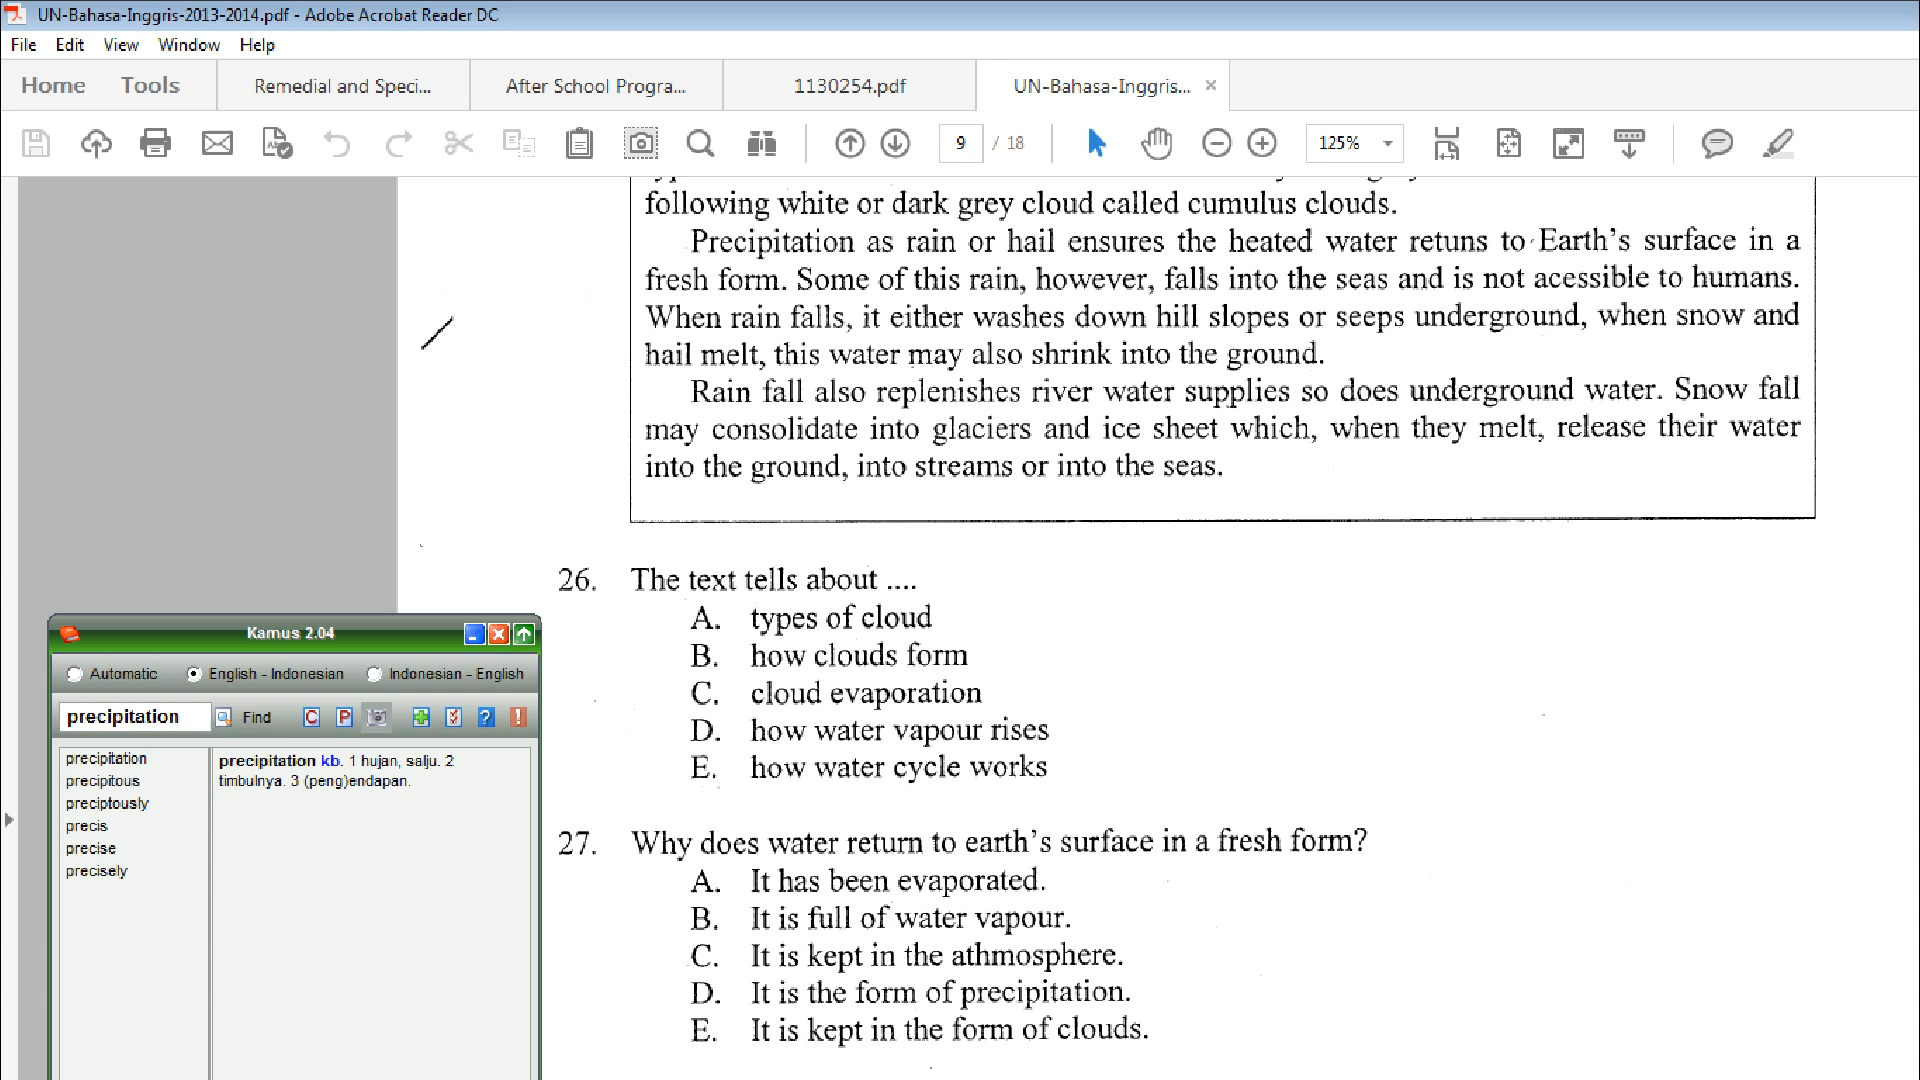 UN-Bahasa-Inggris-2013-2014.pdf - Adobe Acrobat Reader DC
File Edit View Window Help
Home Tools Remedial and Speci... After School Progra... 1130254.pdf UN-Bahasa-Inggris... ×
9 / 18 125%
following white or dark grey cloud called cumulus clouds.
Precipitation as rain or hail ensures the heated water retuns to Earth's surface in a
fresh form. Some of this rain, however, falls into the seas and is not acessible to humans.
When rain falls, it either washes down hill slopes or seeps underground, when snow and
hail melt, this water may also shrink into the ground.
Rain fall also replenishes river water supplies so does underground water. Snow fall
may consolidate into glaciers and ice sheet which, when they melt, release their water
into the ground, into streams or into the seas.
26. The text tells about ....
A. types of cloud
B. how clouds form
C. cloud evaporation
D. how water vapour rises
E. how water cycle works
27. Why does water return to earth's surface in a fresh form?
A. It has been evaporated.
B. It is full of water vapour.
C. It is kept in the athmosphere.
D. It is the form of precipitation.
E. It is kept in the form of clouds.
Kamus 2.04
Automatic English - Indonesian Indonesian - English
precipitation Find C P ? !
precipitation
precipitous
preciptously
precis
precise
precisely
precipitation kb. 1 hujan, salju. 2
timbulnya. 3 (peng)endapan.